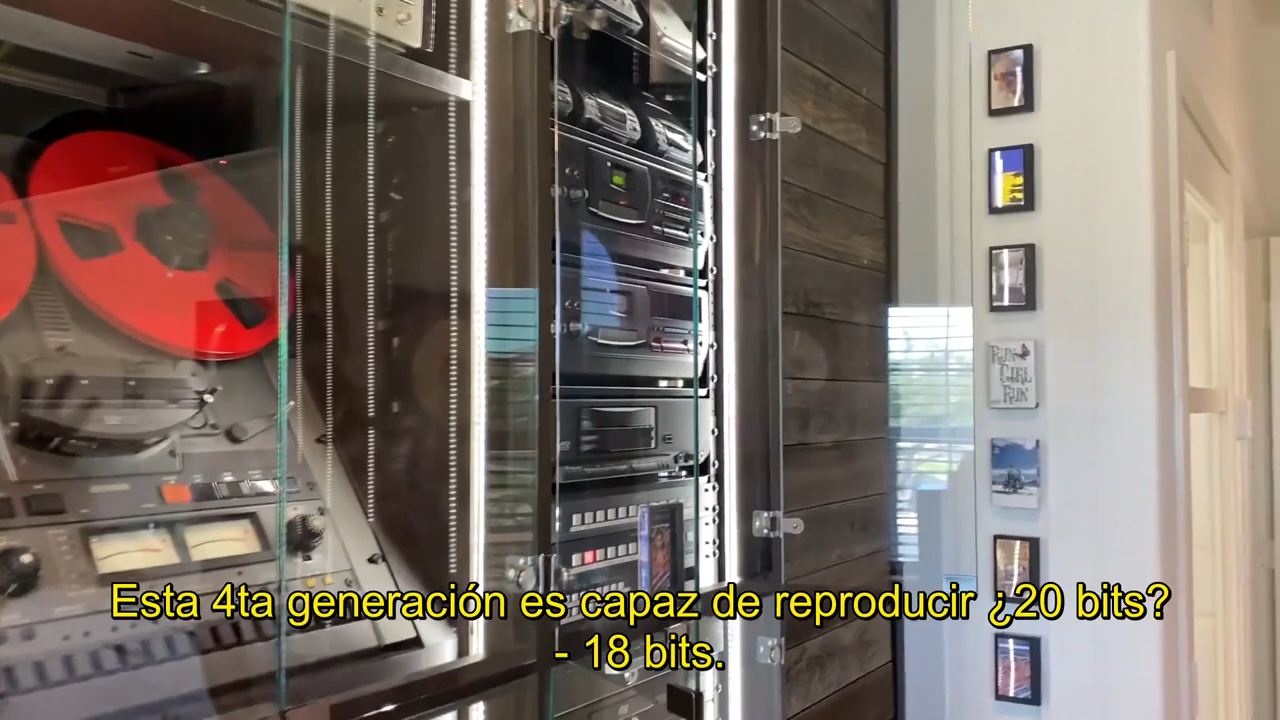 RUN
GIRL
RUN
Esta 4ta generación es capaz de reproducir ¿20 bits?
- 18 bits.